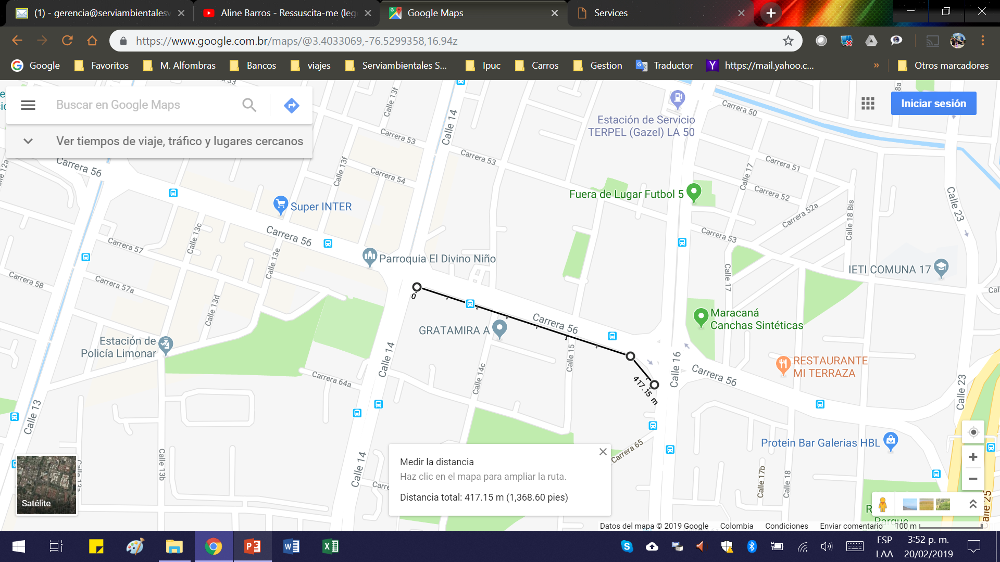 (1) - gerencia@serviambientalesv
Aline Barros - Ressuscita-me (leg
Google Maps
Services
https://www.google.com.br/maps/@3.4033069,-76.5299358,16.94z
Google
Favoritos
M. Alfombras
Bancos
viajes
Serviambientales S...
Ipuc
Carros
Gestion
Traductor
https://mail.yahoo.c...
»
Otros marcadores
Buscar en Google Maps
Iniciar sesión
Ver tiempos de viaje, tráfico y lugares cercanos
Calle 13f
Calle 14
Carrera 53
Carrera 50
Estación de Servicio
TERPEL (Gazel) LA 50
Carrera 53
Carrera 51
Calle 12a
Carrera 56
Calle 13f
Carrera 54
Calle 17
Carrera 52
Fuera de Lugar Futbol 5
Calle 23
Super INTER
Carrera 52a
Calle 18 Bis
Carrera 56
Carrera 53
Carrera 57
Calle 13c
Calle 13e
Parroquia El Divino Niño
IETI COMUNA 17
Carrera 58
Carrera 57a
Calle 17
0
Calle 13d
Carrera 56
GRATAMIRA A
Maracaná
Canchas Sintéticas
Estación de
Policía Limonar
Calle 14
Calle 15
Calle 16
RESTAURANTE
MI TERRAZA
Carrera 64a
Calle 14c
417.15 m
Carrera 56
Calle 23
Calle 13
Carrera 65
Protein Bar Galerias HBL
Calle 13b
Calle 13a
Calle 14
Calle 17b
Calle 18
Satélite
Medir la distancia
Haz clic en el mapa para ampliar la ruta.
Distancia total: 417.15 m (1,368.60 pies)
Parque
Datos del mapa © 2019 Google
Colombia
Condiciones
Enviar comentario
100 m
ESP
LAA
3:52 p. m.
20/02/2019